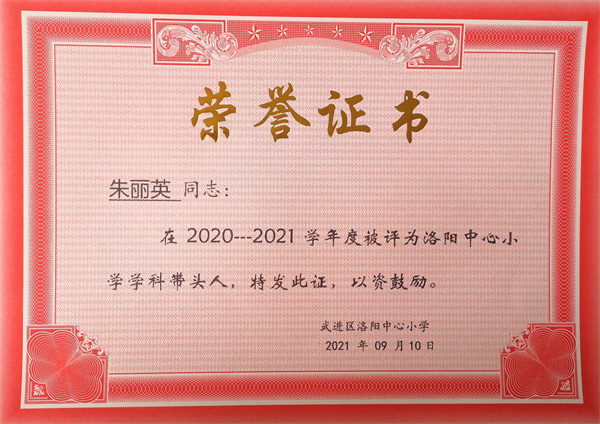 荣誉证书
朱丽英 同志：
在 2020---2021 学年度被评为洛阳中心小
学学科带头人，特发此证，以资鼓励。
武进区洛阳中心小学
2021 年 09 月 10 日